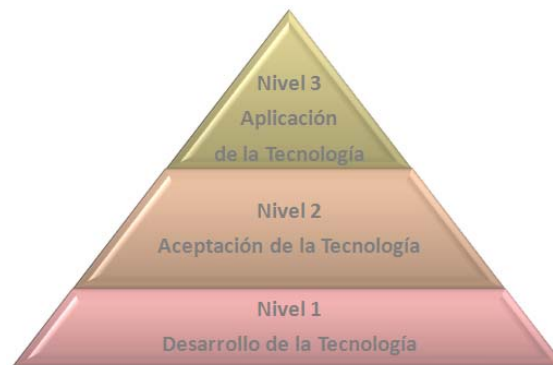 Nivel 3
Aplicación
de la Tecnología
Nivel 2
Aceptación de la Tecnología
Nivel 1
Desarrollo de la Tecnología